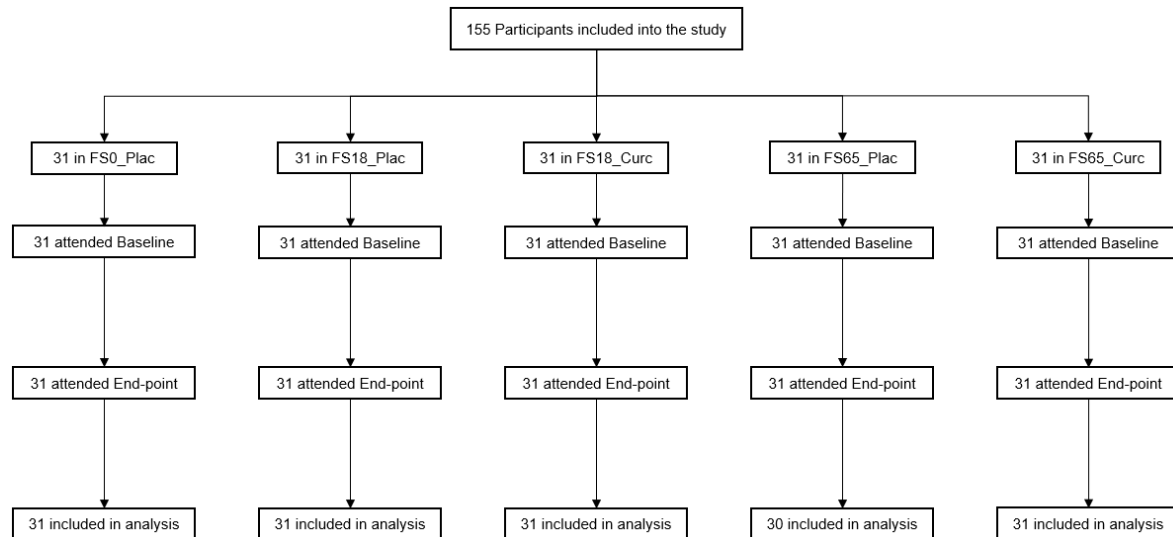 155 Participants included into the study
31 in FS0_Plac
31 in FS18_Plac
31 in FS18_Curc
31 in FS65_Plac
31 in FS65_Curc
31 attended Baseline
31 attended Baseline
31 attended Baseline
31 attended Baseline
31 attended Baseline
31 attended End-point
31 attended End-point
31 attended End-point
31 attended End-point
31 attended End-point
31 included in analysis
31 included in analysis
31 included in analysis
30 included in analysis
31 included in analysis